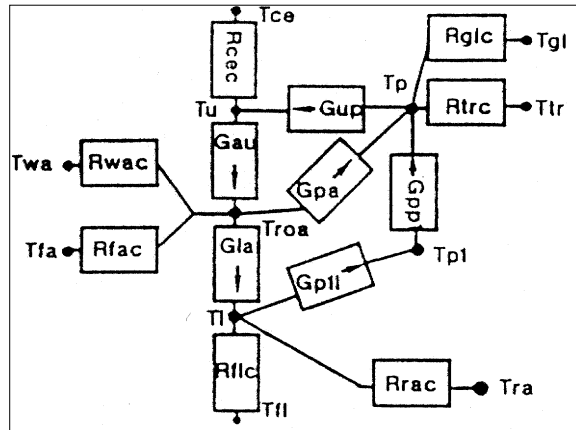 Tce
Rcec
Rglc
Tgl
Tp
Tu
Gup
Rtrc
Ttr
Gau
Twa
Rwac
Gpa
Gpp
Troa
Tfa
Rfac
Gla
Gp1l
Tp1
Tl
Rflc
Rrac
Tra
Tfl